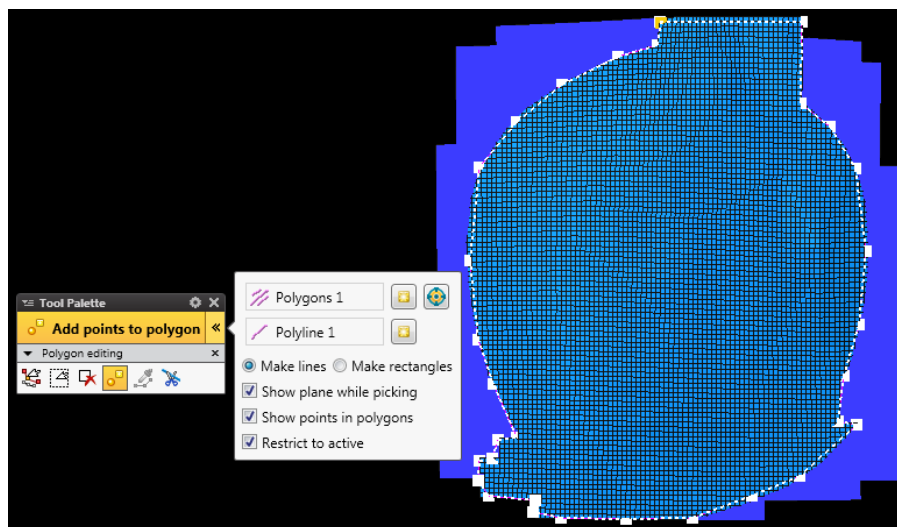 Tool Palette
Add points to polygon
Polygon editing
Polygons 1
Polyline 1
Make lines Make rectangles
Show plane while picking
Show points in polygons
Restrict to active